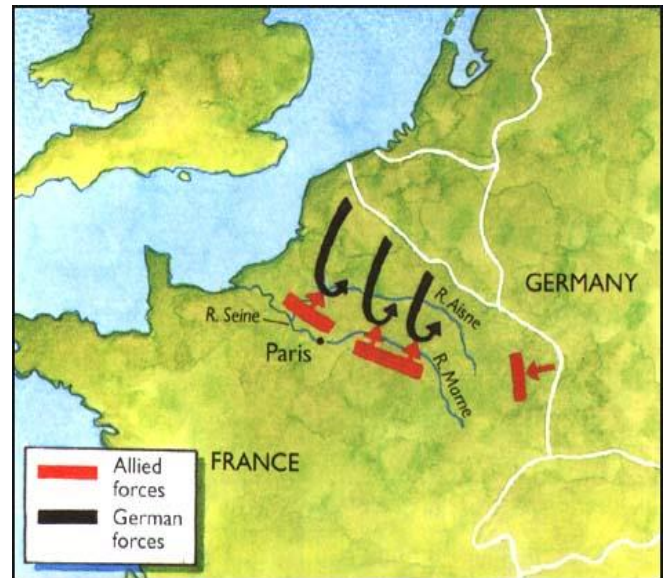 GERMANY
R. Aisne
R. Seine
Paris
R. Marne
FRANCE
Allied
forces
German
forces